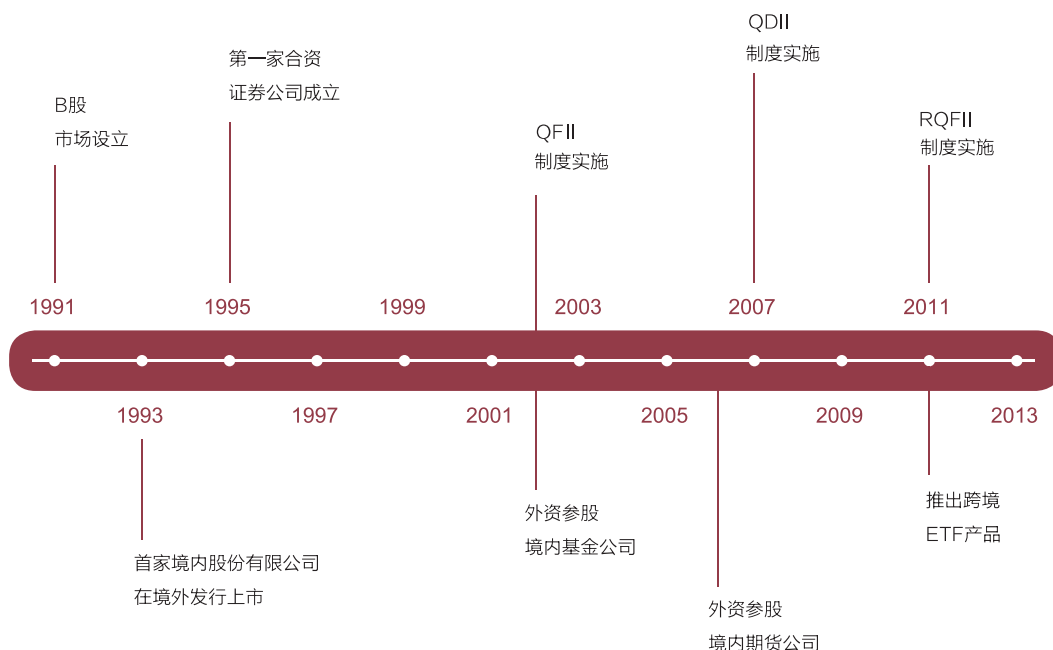 QDII
制度实施
第一家合资
证券公司成立
B股
市场设立
QFII
制度实施
RQFII
制度实施
1991
1995
1999
2003
2007
2011
1993
1997
2001
2005
2009
2013
首家境内股份有限公司
在境外发行上市
外资参股
境内基金公司
推出跨境
ETF产品
外资参股
境内期货公司